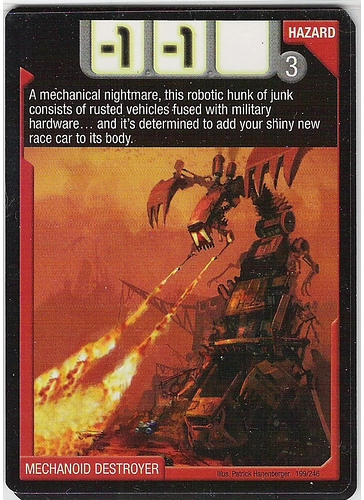 -1 -1
HAZARD
3
A mechanical nightmare, this robotic hunk of junk
consists of rusted vehicles fused with military
hardware... and it's determined to add your shiny new
race car to its body.
MECHANOID DESTROYER
Illus. Patrick Hanenberger 199/246